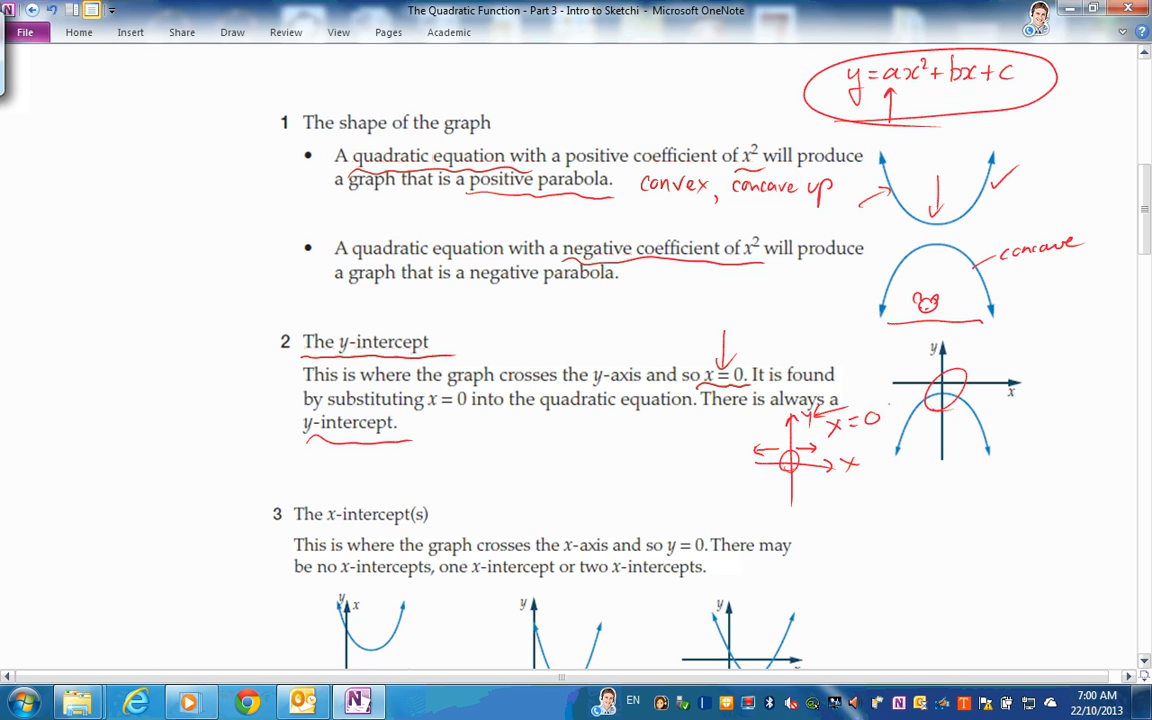 The Quadratic Function - Part 3 - Intro to Sketchi - Microsoft OneNote
File Home Insert Share Draw Review View Pages Academic
y = ax² + bx + c
1 The shape of the graph
• A quadratic equation with a positive coefficient of x² will produce
a graph that is a positive parabola.
convex, concave up
• A quadratic equation with a negative coefficient of x² will produce
a graph that is a negative parabola.
concave
2 The y-intercept
This is where the graph crosses the y-axis and so x = 0. It is found
by substituting x = 0 into the quadratic equation. There is always a
y-intercept.
y
x
y
x = 0
x
3 The x-intercept(s)
This is where the graph crosses the x-axis and so y = 0. There may
be no x-intercepts, one x-intercept or two x-intercepts.
y x
y
y
EN
7:00 AM
22/10/2013